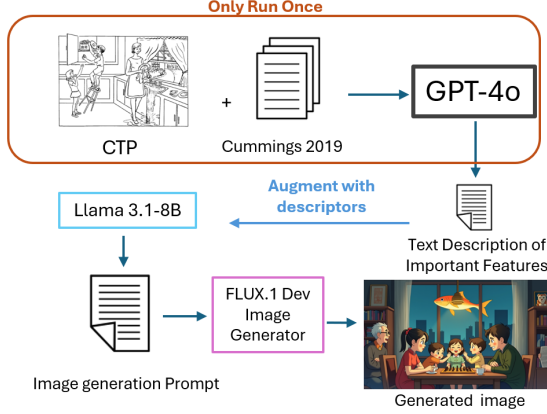 Only Run Once
+
GPT-4o
CTP
Cummings 2019
Augment with
descriptors
Llama 3.1-8B
Text Description of
Important Features
FLUX.1 Dev
Image
Generator
Image generation Prompt
Generated image